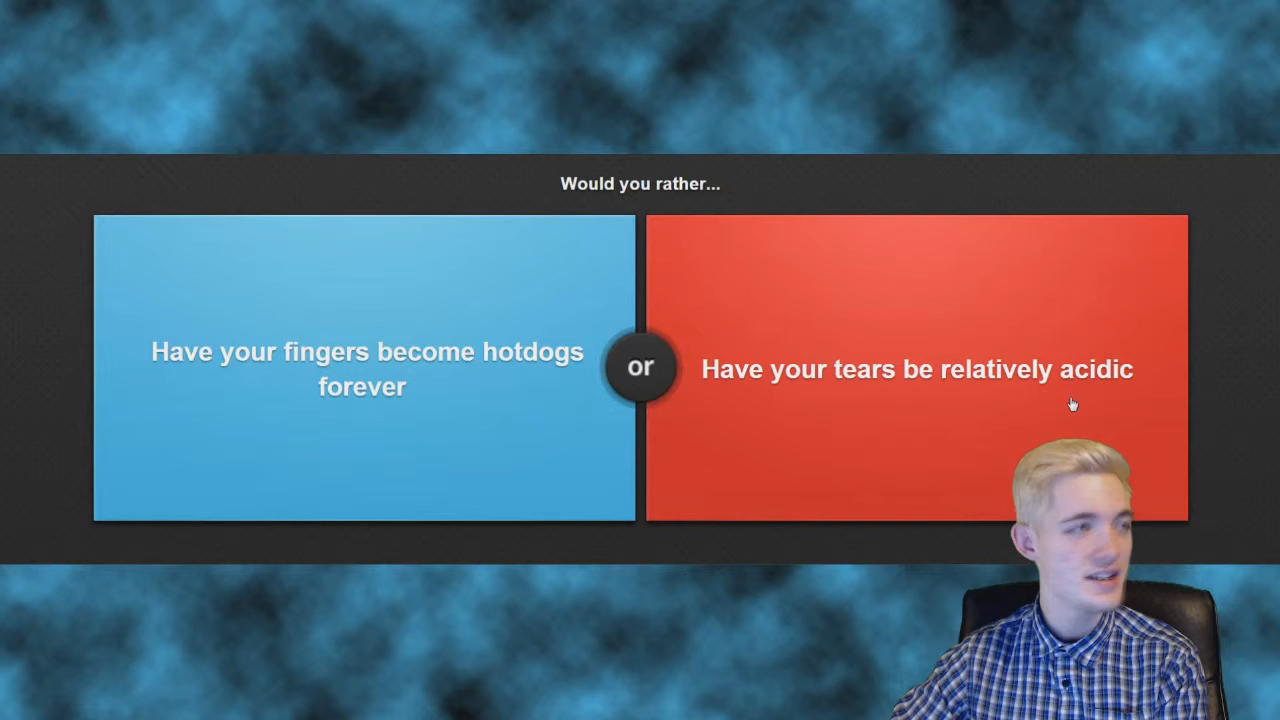 Would you rather...
Have your fingers become hotdogs
forever
or
Have your tears be relatively acidic